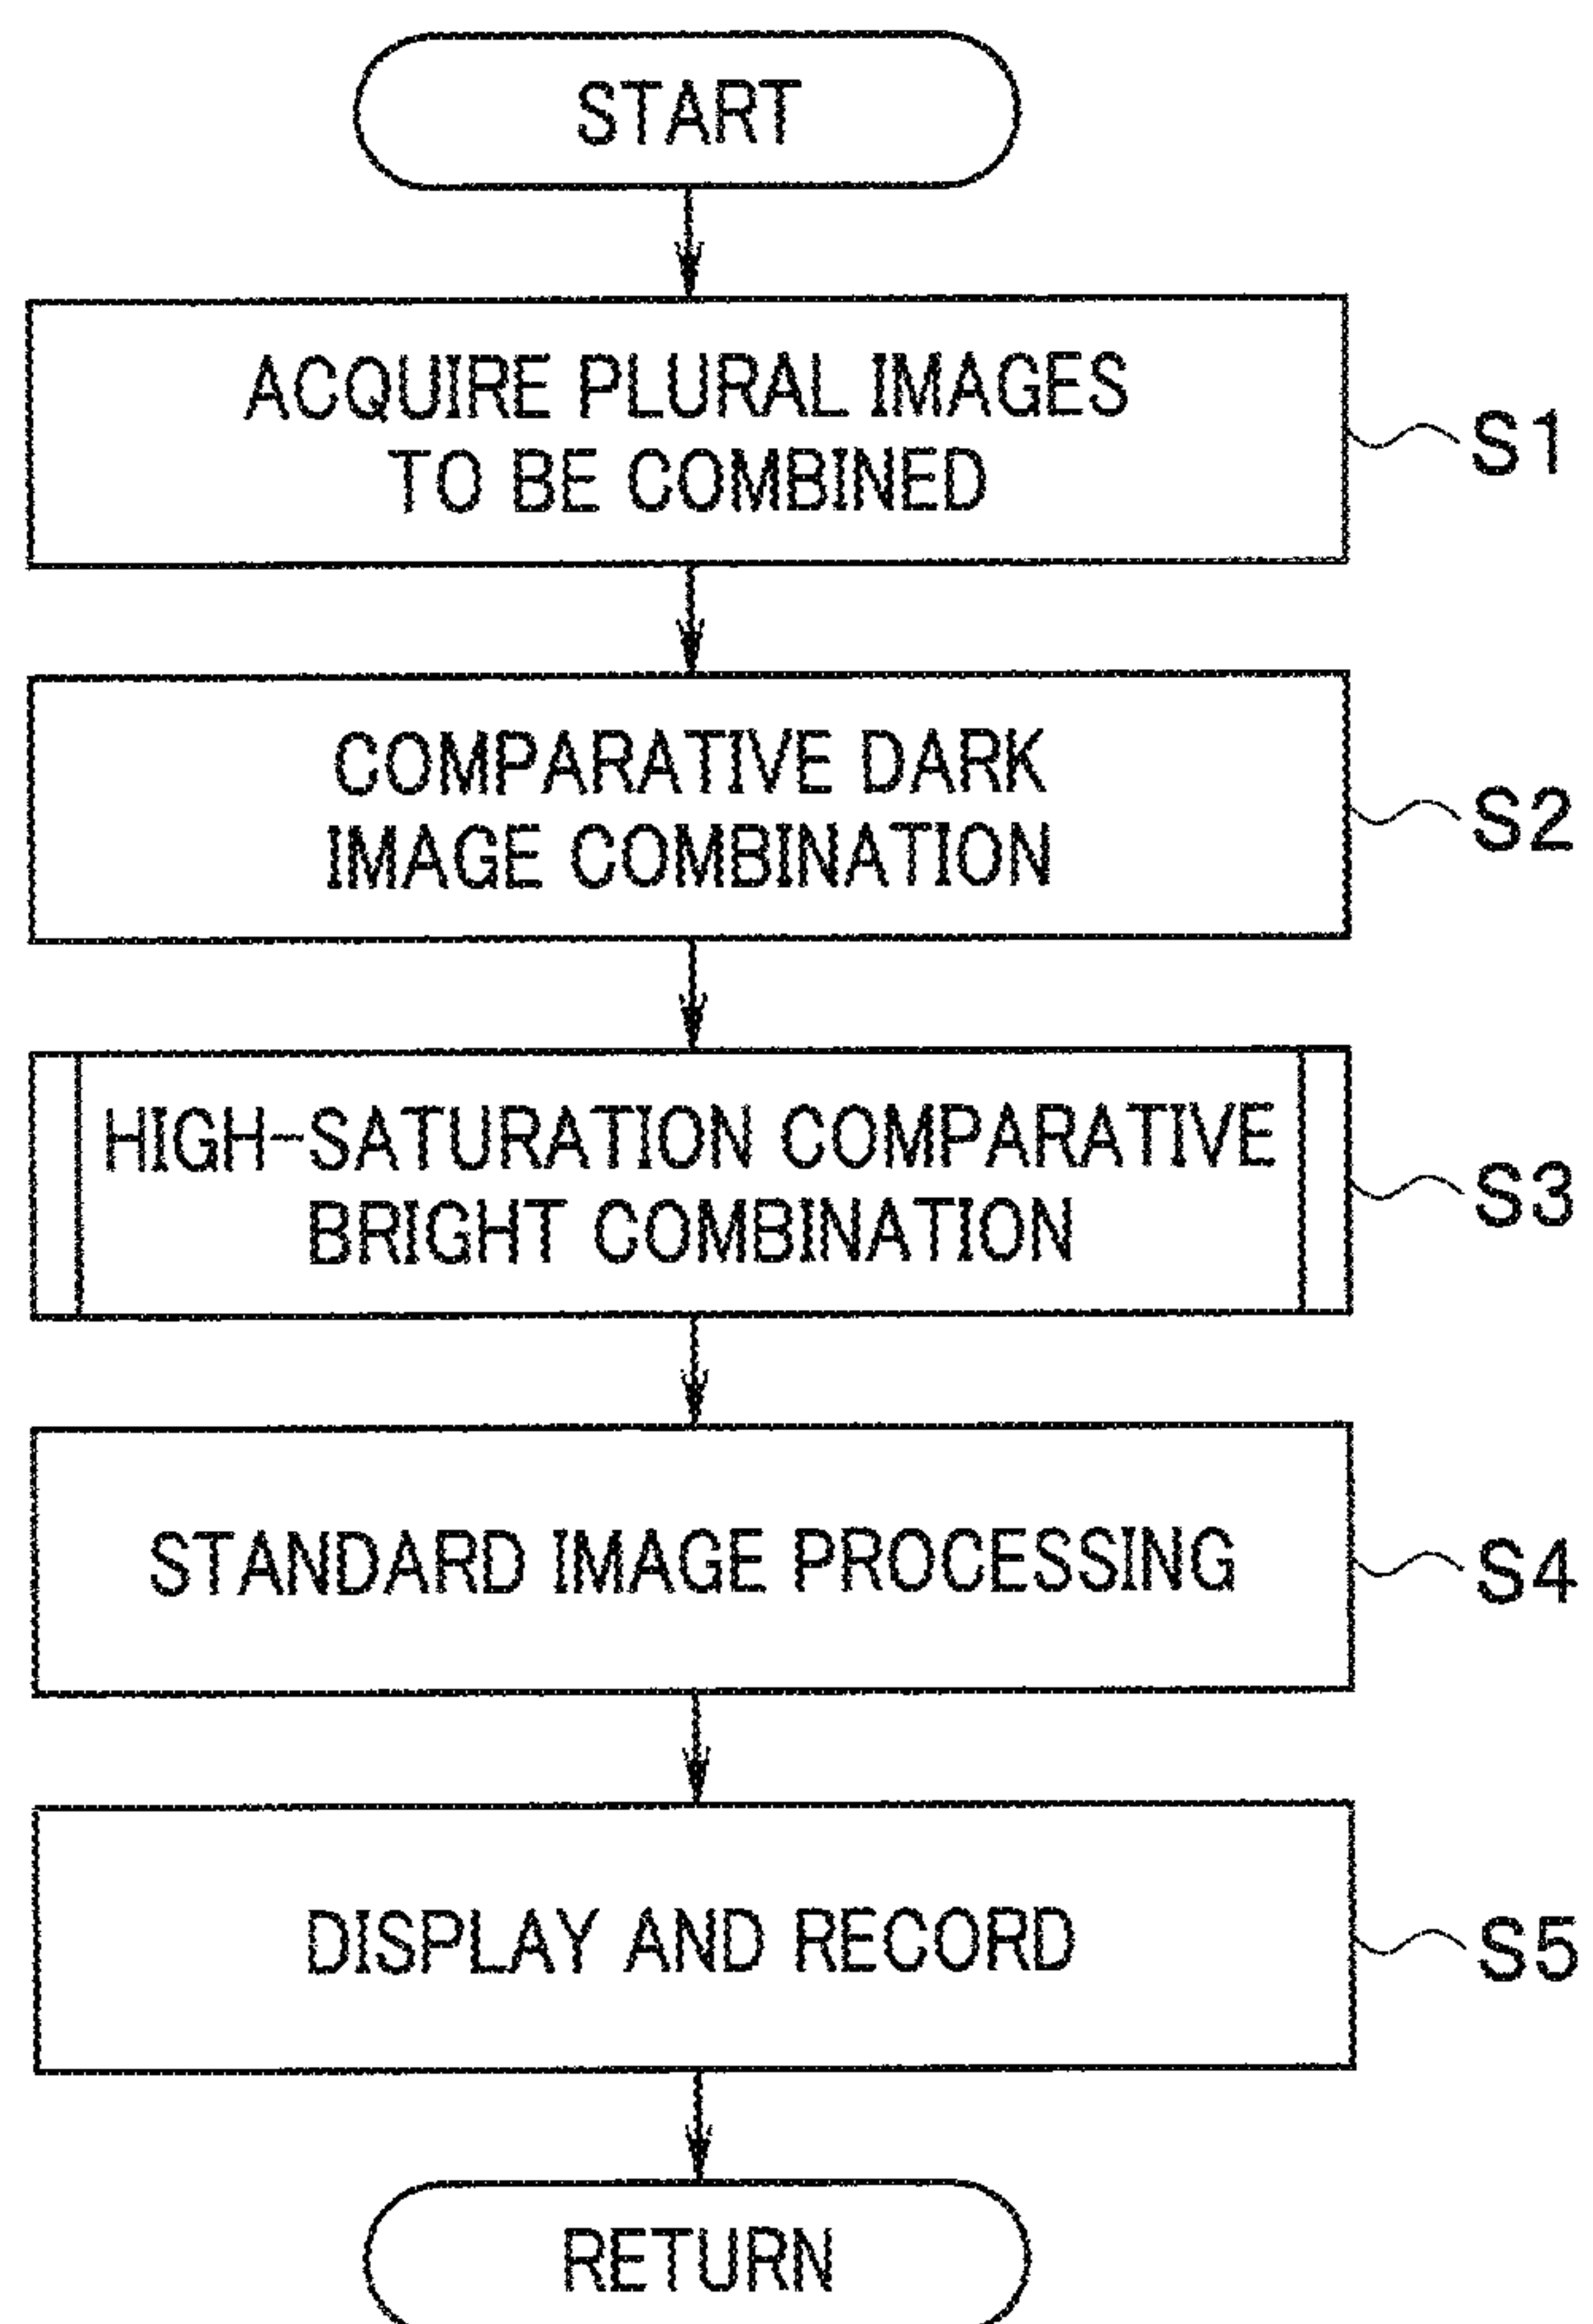 START
ACQUIRE PLURAL IMAGES
TO BE COMBINED
S1
COMPARATIVE DARK
IMAGE COMBINATION
S2
HIGH-SATURATION COMPARATIVE
BRIGHT COMBINATION
S3
STANDARD IMAGE PROCESSING
S4
DISPLAY AND RECORD
S5
RETURN